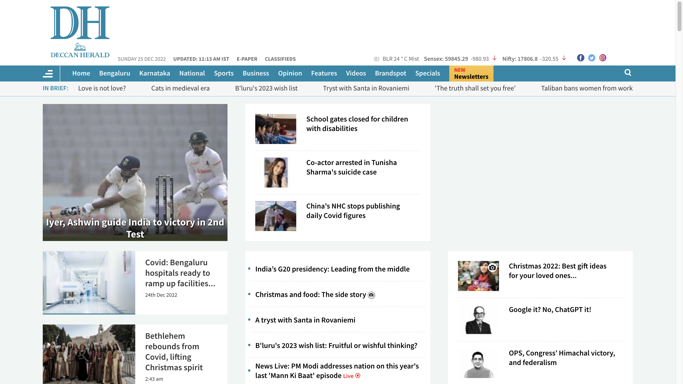 DH
DECCAN HERALD
SUNDAY 25 DEC 2022 UPDATED: 11:13 AM IST E-PAPER CLASSIFIEDS
BLR 24 ° C Mist Sensex: 59845.29 -980.93 Nifty: 17806.8 -320.55
Home Bengaluru Karnataka National Sports Business Opinion Features Videos Brandspot Specials NEW Newsletters
IN BRIEF: Love is not love? Cats in medieval era B'luru's 2023 wish list Tryst with Santa in Rovaniemi 'The truth shall set you free' Taliban bans women from work
Iyer, Ashwin guide India to victory in 2nd
Test
School gates closed for children
with disabilities
Co-actor arrested in Tunisha
Sharma's suicide case
China's NHC stops publishing
daily Covid figures
Covid: Bengaluru
hospitals ready to
ramp up facilities...
24th Dec 2022
Bethlehem
rebounds from
Covid, lifting
Christmas spirit
2:43 am
India's G20 presidency: Leading from the middle
Christmas and food: The side story
A tryst with Santa in Rovaniemi
B'luru's 2023 wish list: Fruitful or wishful thinking?
News Live: PM Modi addresses nation on this year's
last 'Mann Ki Baat' episode Live
Christmas 2022: Best gift ideas
for your loved ones...
Google it? No, ChatGPT it!
OPS, Congress' Himachal victory,
and federalism